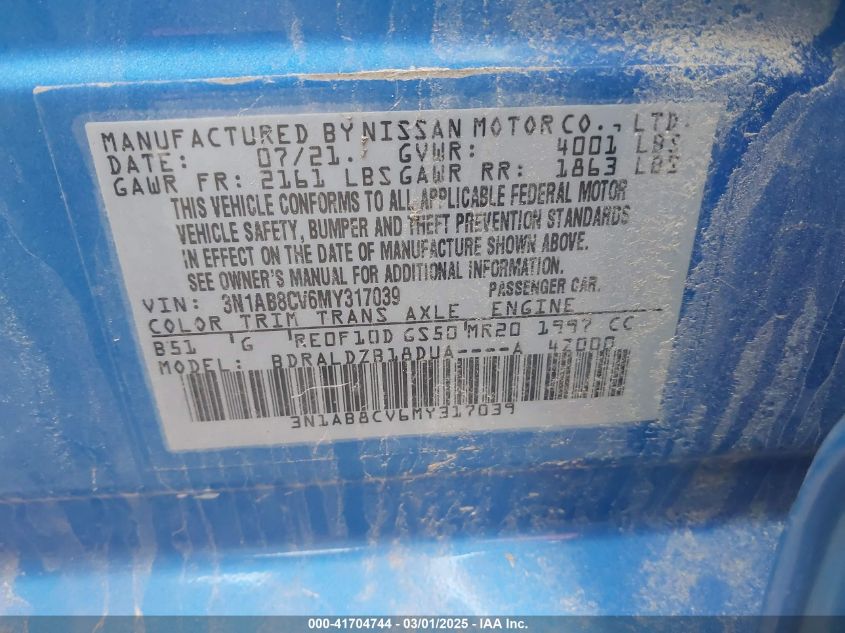 MANUFACTURED BY NISSAN MOTOR CO., LTD.
DATE: 07/21. GVWR: 4001 LBS
GAWR FR: 2161 LBS GAWR RR: 1863 LBS
THIS VEHICLE CONFORMS TO ALL APPLICABLE FEDERAL MOTOR
VEHICLE SAFETY, BUMPER AND THEFT PREVENTION STANDARDS
IN EFFECT ON THE DATE OF MANUFACTURE SHOWN ABOVE.
SEE OWNER'S MANUAL FOR ADDITIONAL INFORMATION.
PASSENGER CAR.
VIN: 3N1AB8CV6MY317039
COLOR TRIM TRANS AXLE ENGINE
B51 G RE0F10D GS50 MR20 1997 CC
MODEL: BDRALDZB18DUA----A 42000
3N1AB8CV6MY317039
000-41704744 - 03/01/2025 - IAAI.COM